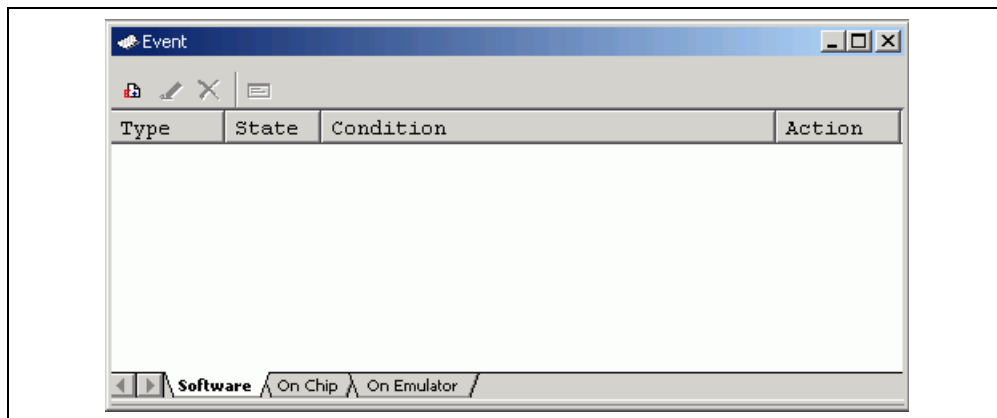 Event
Type State Condition Action
Software On Chip On Emulator